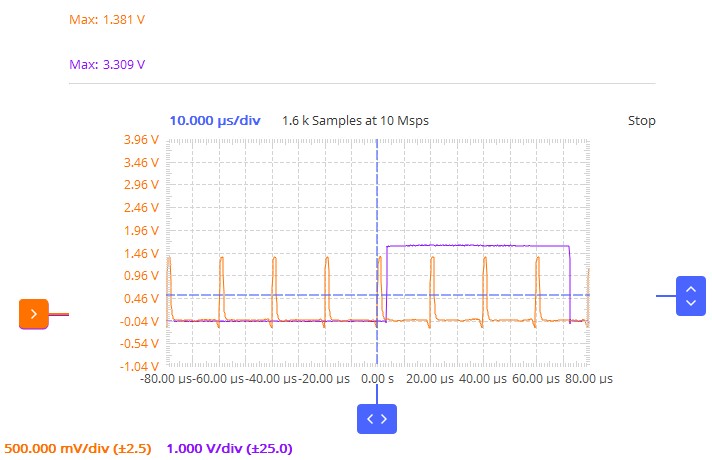 Max: 1.381 V
Max: 3.309 V
10.000 µs/div 1.6 k Samples at 10 Msps Stop
3.96 V
3.46 V
2.96 V
2.46 V
1.96 V
1.46 V
0.96 V
0.46 V
-0.04 V
-0.54 V
-1.04 V
-80.00 µs-60.00 µs-40.00 µs-20.00 µs 0.00 s 20.00 µs 40.00 µs 60.00 µs 80.00 µs
500.000 mV/div (±2.5) 1.000 V/div (±25.0)